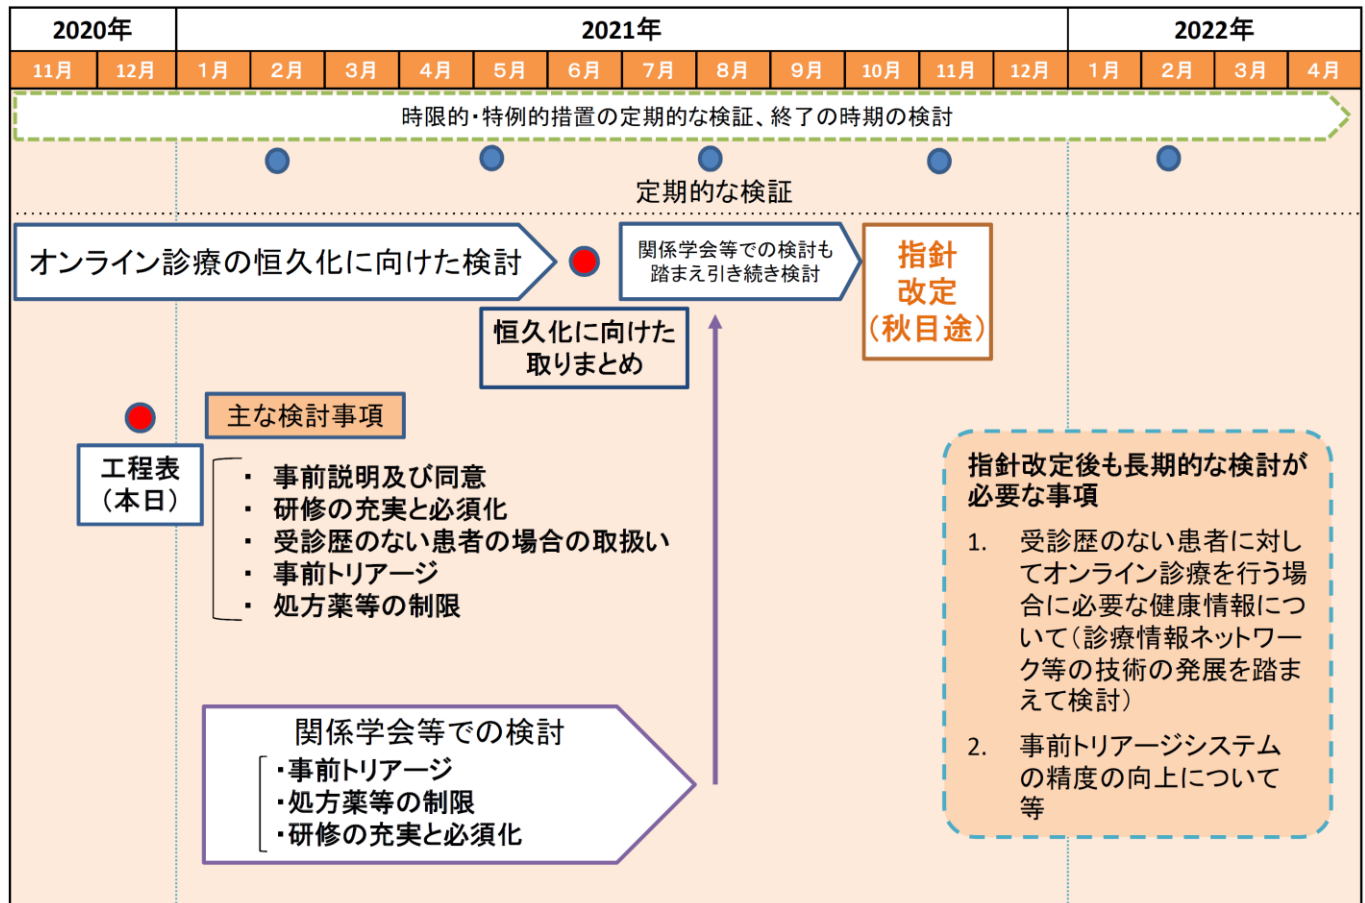 2020年 2021年 2022年
11月 12月 1月 2月 3月 4月 5月 6月 7月 8月 9月 10月 11月 12月 1月 2月 3月 4月
時限的・特例的措置の定期的な検証、終了の時期の検討
定期的な検証
オンライン診療の恒久化に向けた検討
関係学会等での検討も
踏まえ引き続き検討
指針
改定
(秋目途)
恒久化に向けた
取りまとめ
工程表
(本日)
主な検討事項
・ 事前説明及び同意
・ 研修の充実と必須化
・ 受診歴のない患者の場合の取扱い
・ 事前トリアージ
・ 処方薬等の制限
関係学会等での検討
・事前トリアージ
・処方薬等の制限
・研修の充実と必須化
指針改定後も長期的な検討が
必要な事項
1. 受診歴のない患者に対し
てオンライン診療を行う場
合に必要な健康情報につ
いて(診療情報ネットワー
ク等の技術の発展を踏ま
えて検討)
2. 事前トリアージシステム
の精度の向上について
等